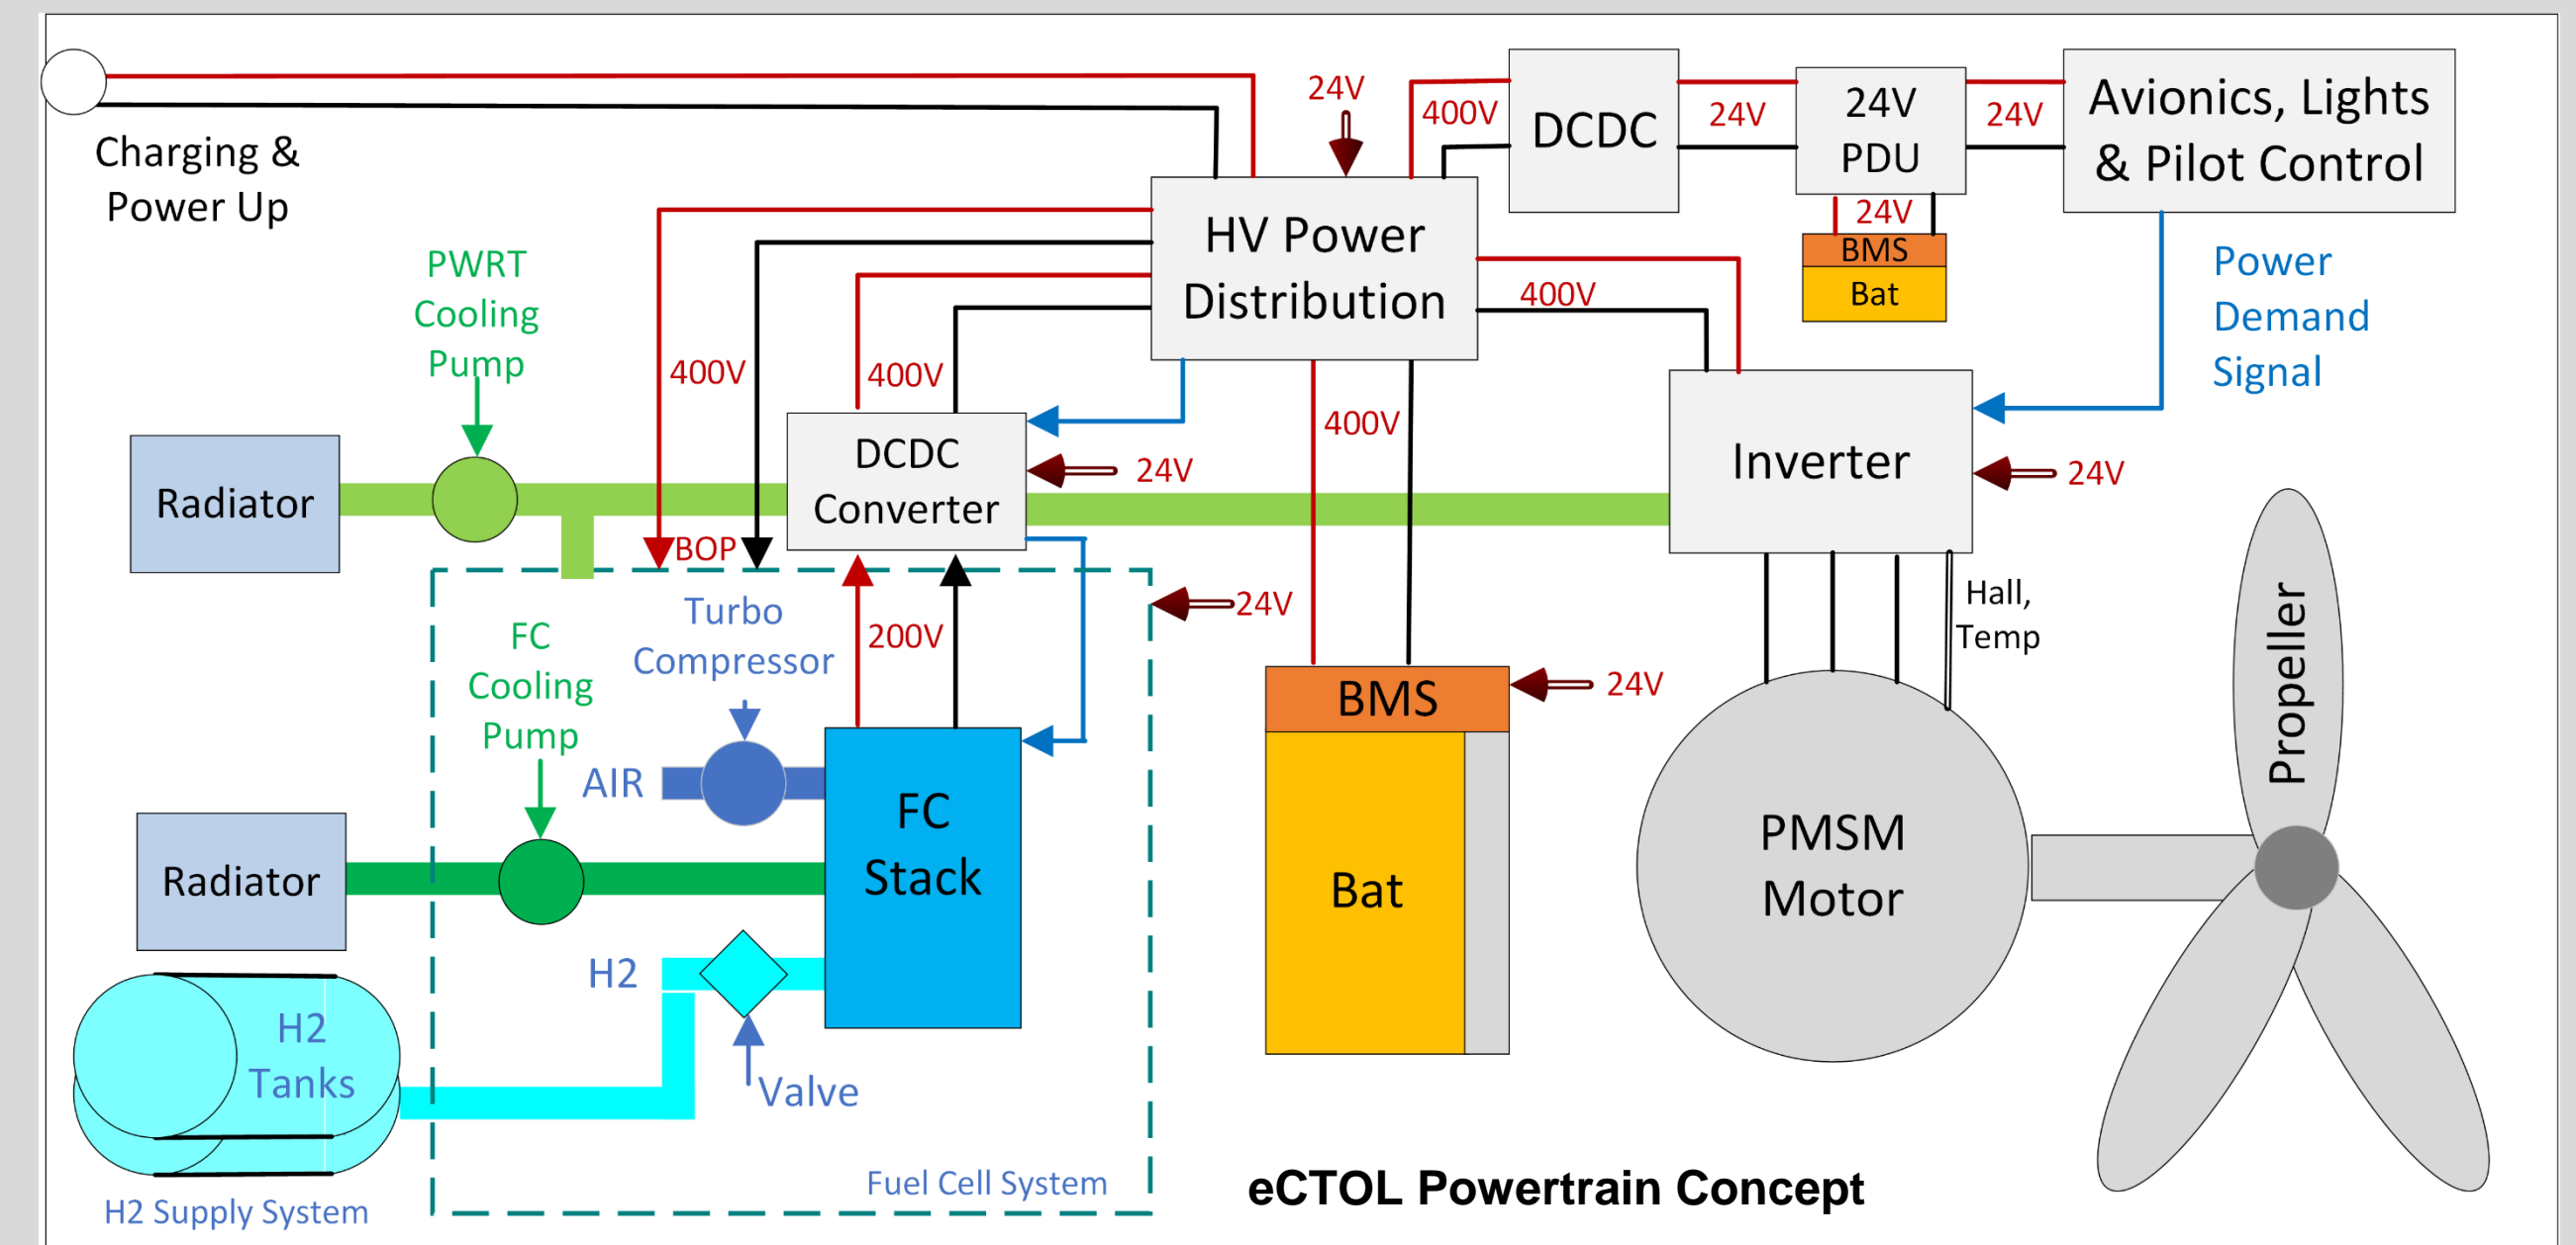 Charging &
Power Up
24V
400V
DCDC
24V
24V
PDU
24V
Avionics, Lights
& Pilot Control
24V
BMS
Bat
HV Power
Distribution
400V
Power
Demand
Signal
PWRT
Cooling
Pump
400V
400V
400V
Radiator
DCDC
Converter
24V
Inverter
24V
BOP
Hall,
Temp
Turbo
Compressor
200V
24V
FC
Cooling
Pump
BMS
24V
Propeller
AIR
FC
Stack
Radiator
Bat
PMSM
Motor
H2
H2
Tanks
Valve
Fuel Cell System
H2 Supply System
eCTOL Powertrain Concept